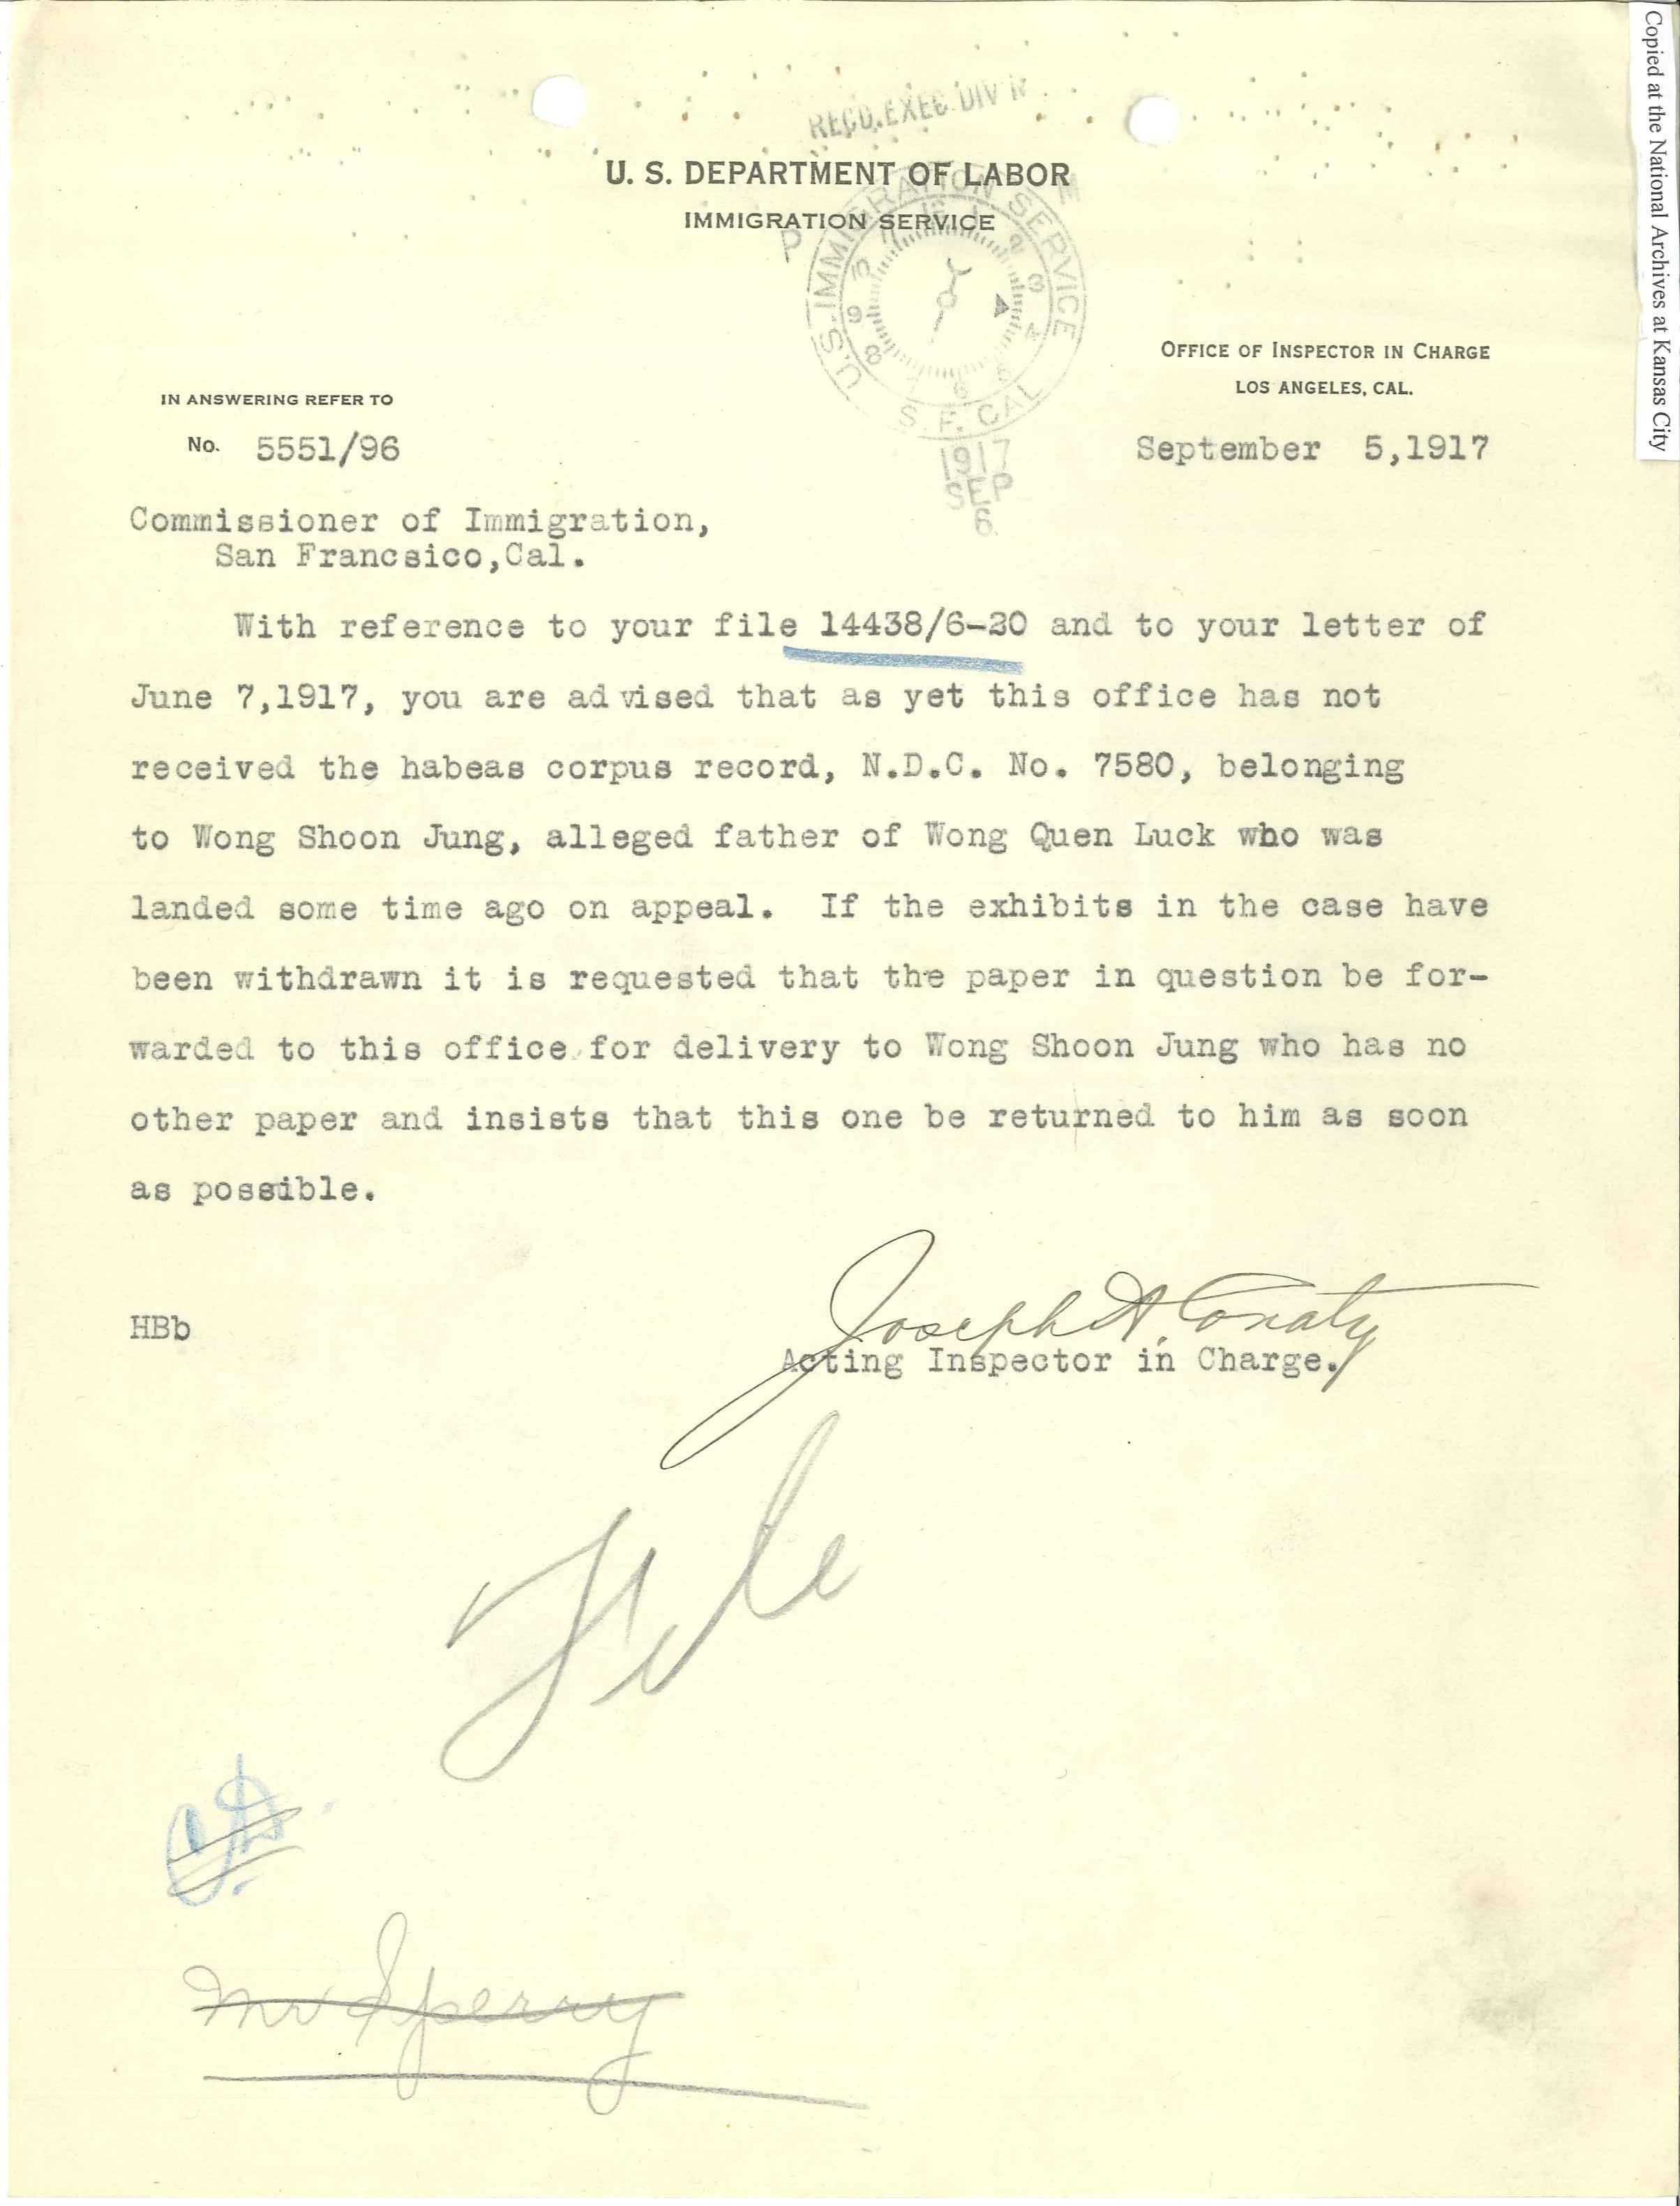 Copied at the National Archives at Kansas City
RECD. EXEC DIV'N
U. S. DEPARTMENT OF LABOR
IMMIGRATION SERVICE
U.S. IMMIGRATION SERVICE
S. F. CAL
1917
SEP
6
OFFICE OF INSPECTOR IN CHARGE
LOS ANGELES, CAL.
IN ANSWERING REFER TO
No. 5551/96
September 5,1917
Commissioner of Immigration,
San Francsico,Cal.
With reference to your file 14438/6-20 and to your letter of
June 7,1917, you are advised that as yet this office has not
received the habeas corpus record, N.D.C. No. 7580, belonging
to Wong Shoon Jung, alleged father of Wong Quen Luck who was
landed some time ago on appeal. If the exhibits in the case have
been withdrawn it is requested that the paper in question be for-
warded to this office for delivery to Wong Shoon Jung who has no
other paper and insists that this one be returned to him as soon
as possible.
HBb
Joseph A. Conaty
Acting Inspector in Charge.
File
Mr Sperry